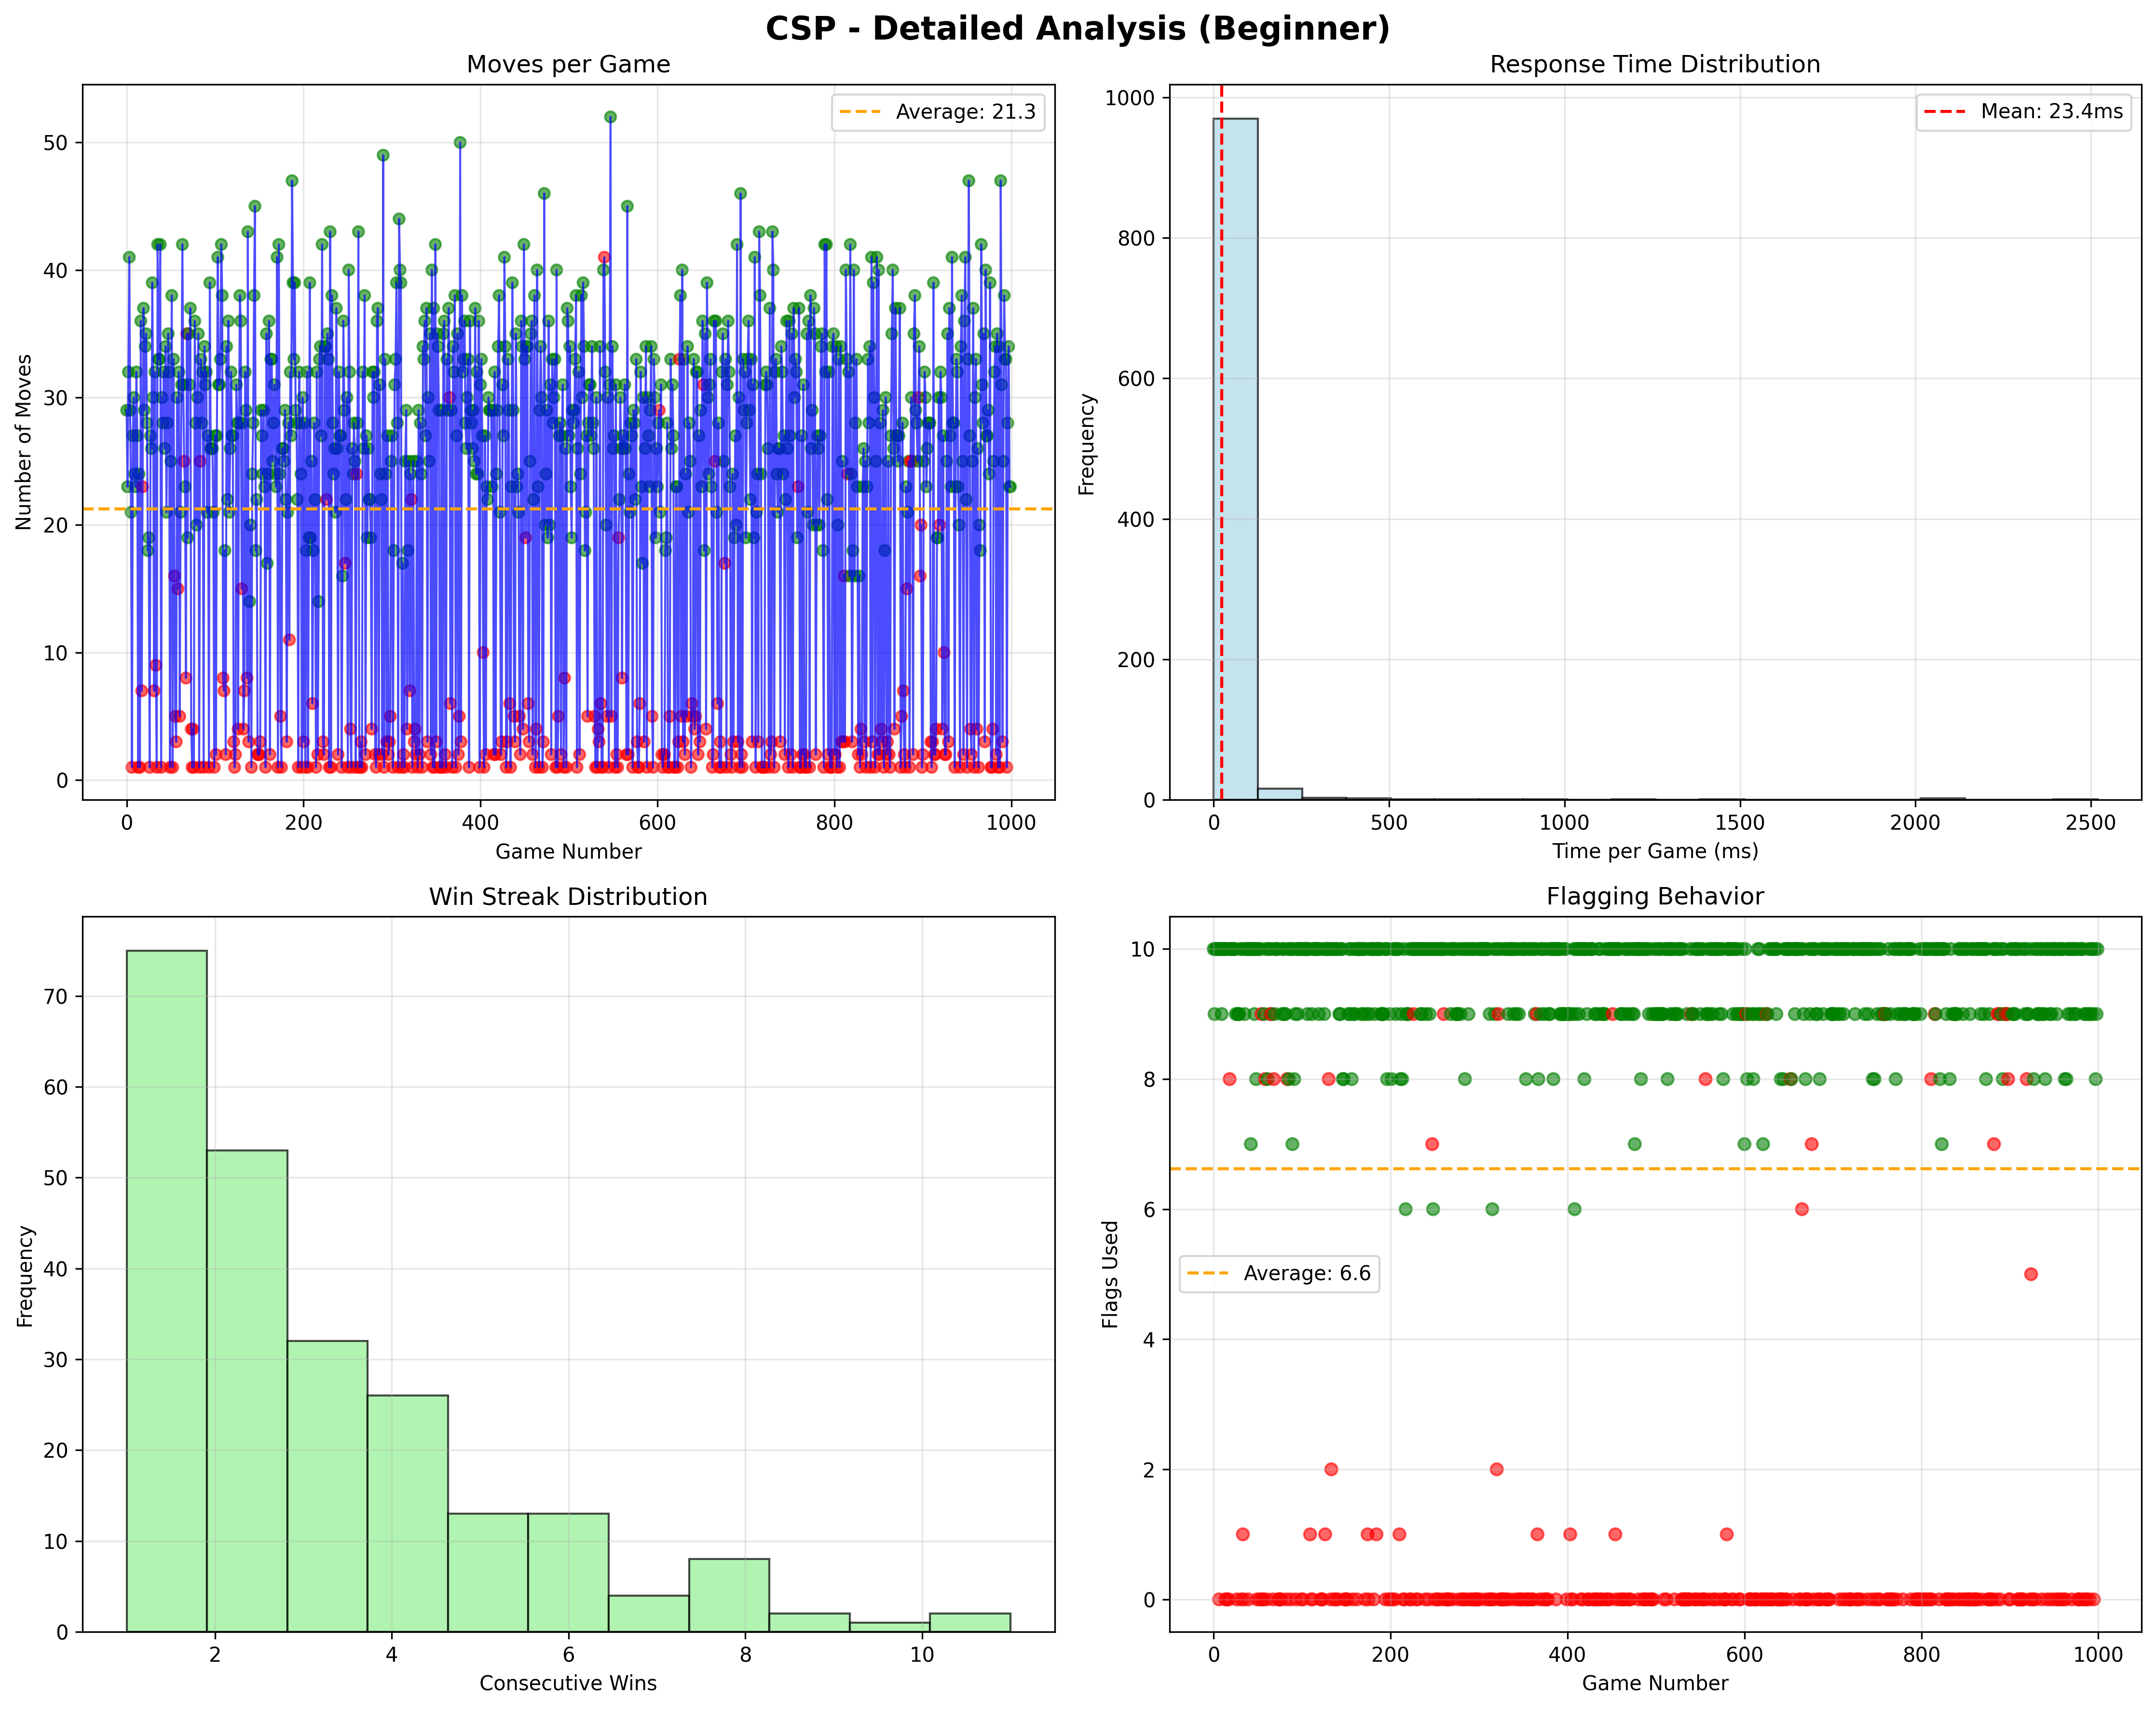 CSP - Detailed Analysis (Beginner)
Moves per Game
Number of Moves
50
40
30
20
10
0
Average: 21.3
0 200 400 600 800 1000
Game Number
Response Time Distribution
Frequency
1000
800
600
400
200
0
Mean: 23.4ms
0 500 1000 1500 2000 2500
Time per Game (ms)
Win Streak Distribution
Frequency
70
60
50
40
30
20
10
0
2 4 6 8 10
Consecutive Wins
Flagging Behavior
Flags Used
10
8
6
4
2
0
Average: 6.6
0 200 400 600 800 1000
Game Number